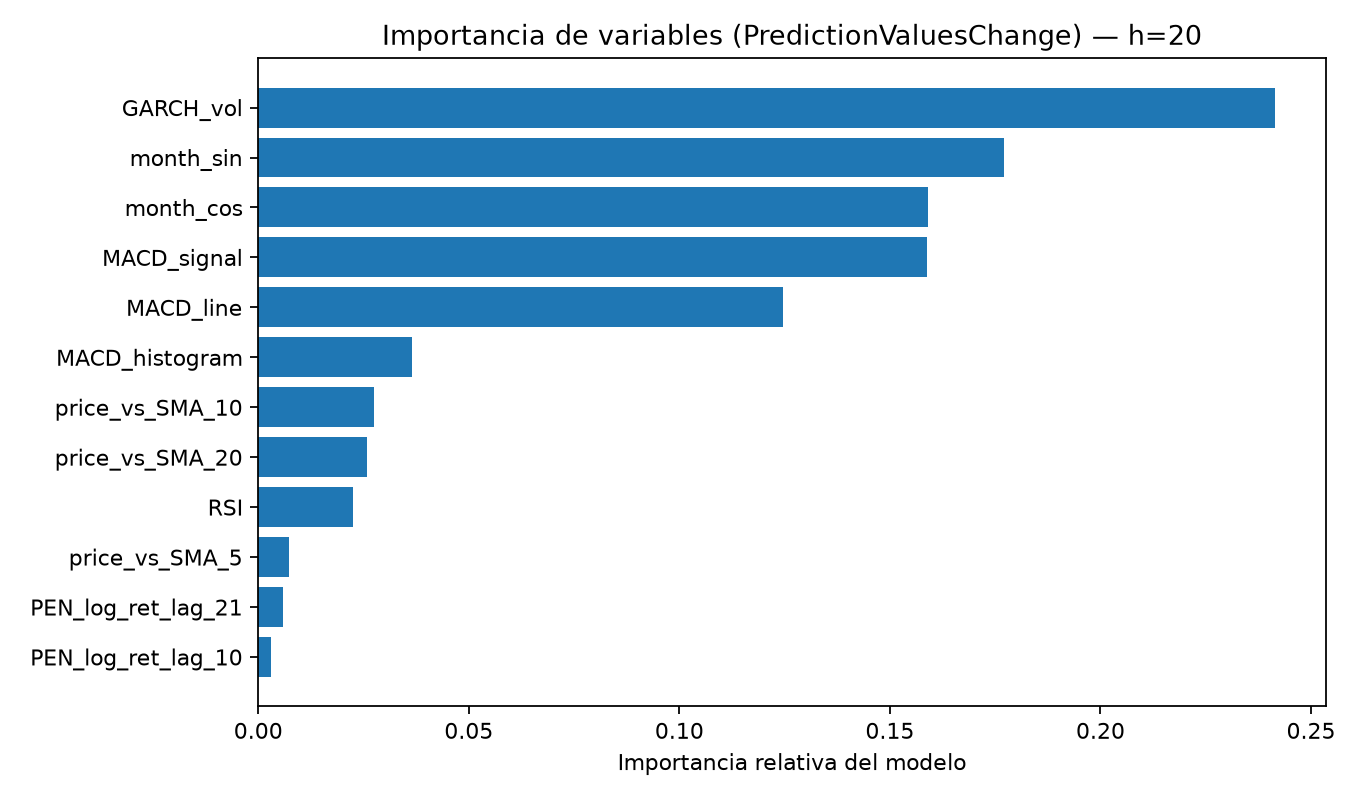 Importancia de variables (PredictionValuesChange) — h=20
GARCH_vol
month_sin
month_cos
MACD_signal
MACD_line
MACD_histogram
price_vs_SMA_10
price_vs_SMA_20
RSI
price_vs_SMA_5
PEN_log_ret_lag_21
PEN_log_ret_lag_10
0.00 0.05 0.10 0.15 0.20 0.25
Importancia relativa del modelo